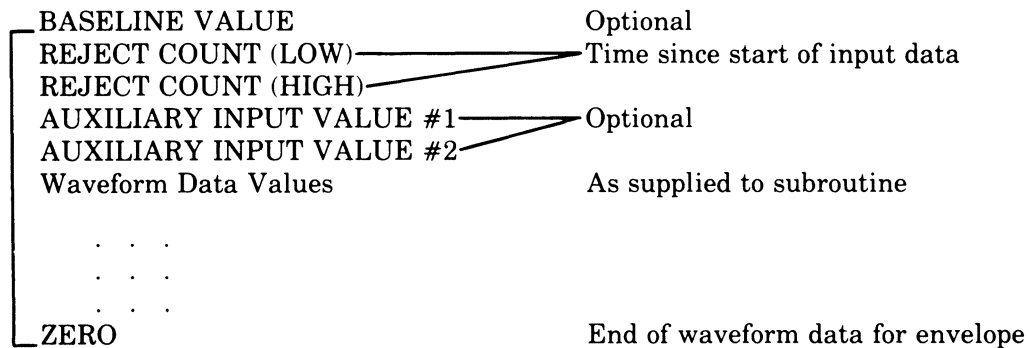 BASELINE VALUE Optional
REJECT COUNT (LOW) Time since start of input data
REJECT COUNT (HIGH)
AUXILIARY INPUT VALUE #1 Optional
AUXILIARY INPUT VALUE #2
Waveform Data Values As supplied to subroutine
. . .
. . .
. . .
ZERO End of waveform data for envelope